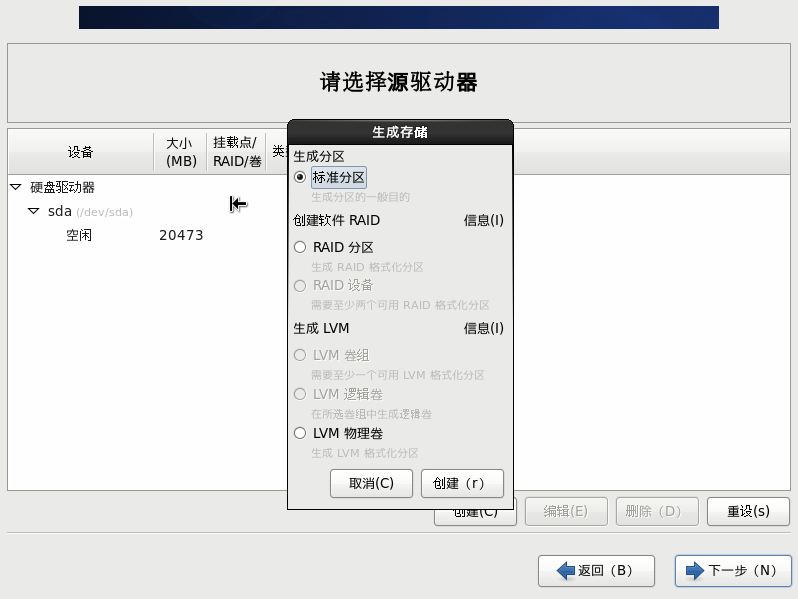 请选择源驱动器
设备
大小
(MB)
挂载点/
RAID/卷
生成存储
生成分区
标准分区
生成分区的一般目的
创建软件 RAID 信息(I)
RAID 分区
生成 RAID 格式化分区
RAID 设备
需要至少两个可用 RAID 格式化分区
生成 LVM 信息(I)
LVM 卷组
需要至少一个可用 LVM 格式化分区
LVM 逻辑卷
在所选卷组中生成逻辑卷
LVM 物理卷
生成 LVM 格式化分区
取消(C) 创建（r）
硬盘驱动器
sda (/dev/sda)
空闲 20473
创建(C) 编辑(E) 删除（D） 重设(s)
返回（B） 下一步（N）